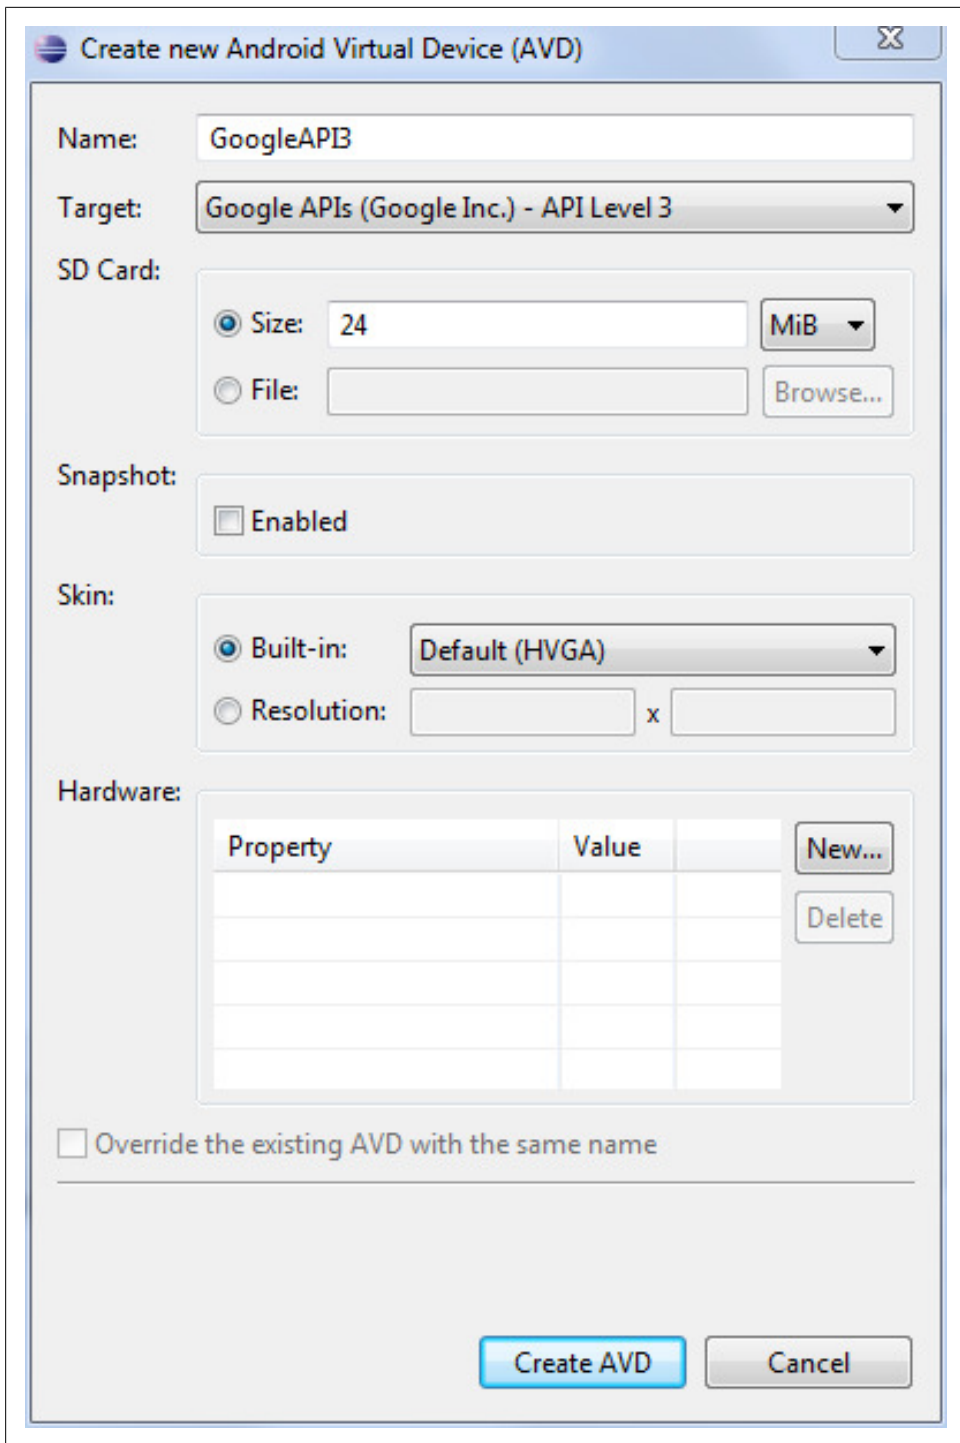 Create new Android Virtual Device (AVD)
Name: GoogleAPI3
Target: Google APIs (Google Inc.) - API Level 3
SD Card:
Size: 24 MiB
File: Browse...
Snapshot:
Enabled
Skin:
Built-in: Default (HVGA)
Resolution: x
Hardware:
Property Value New...
Delete
Override the existing AVD with the same name
Create AVD Cancel